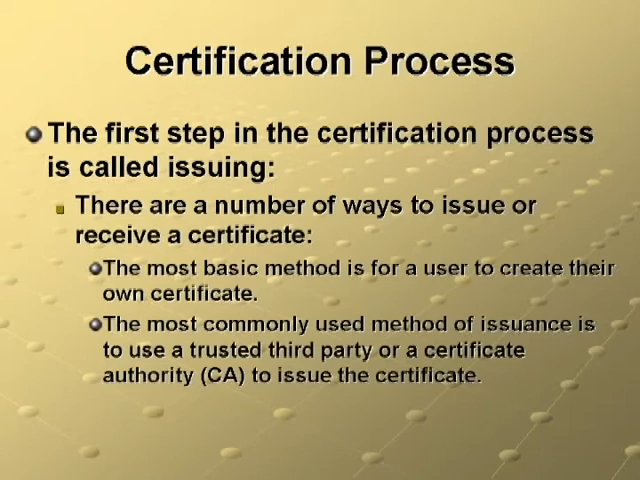 Certification Process
The first step in the certification process
is called issuing:
There are a number of ways to issue or
receive a certificate:
The most basic method is for a user to create their
own certificate.
The most commonly used method of issuance is
to use a trusted third party or a certificate
authority (CA) to issue the certificate.